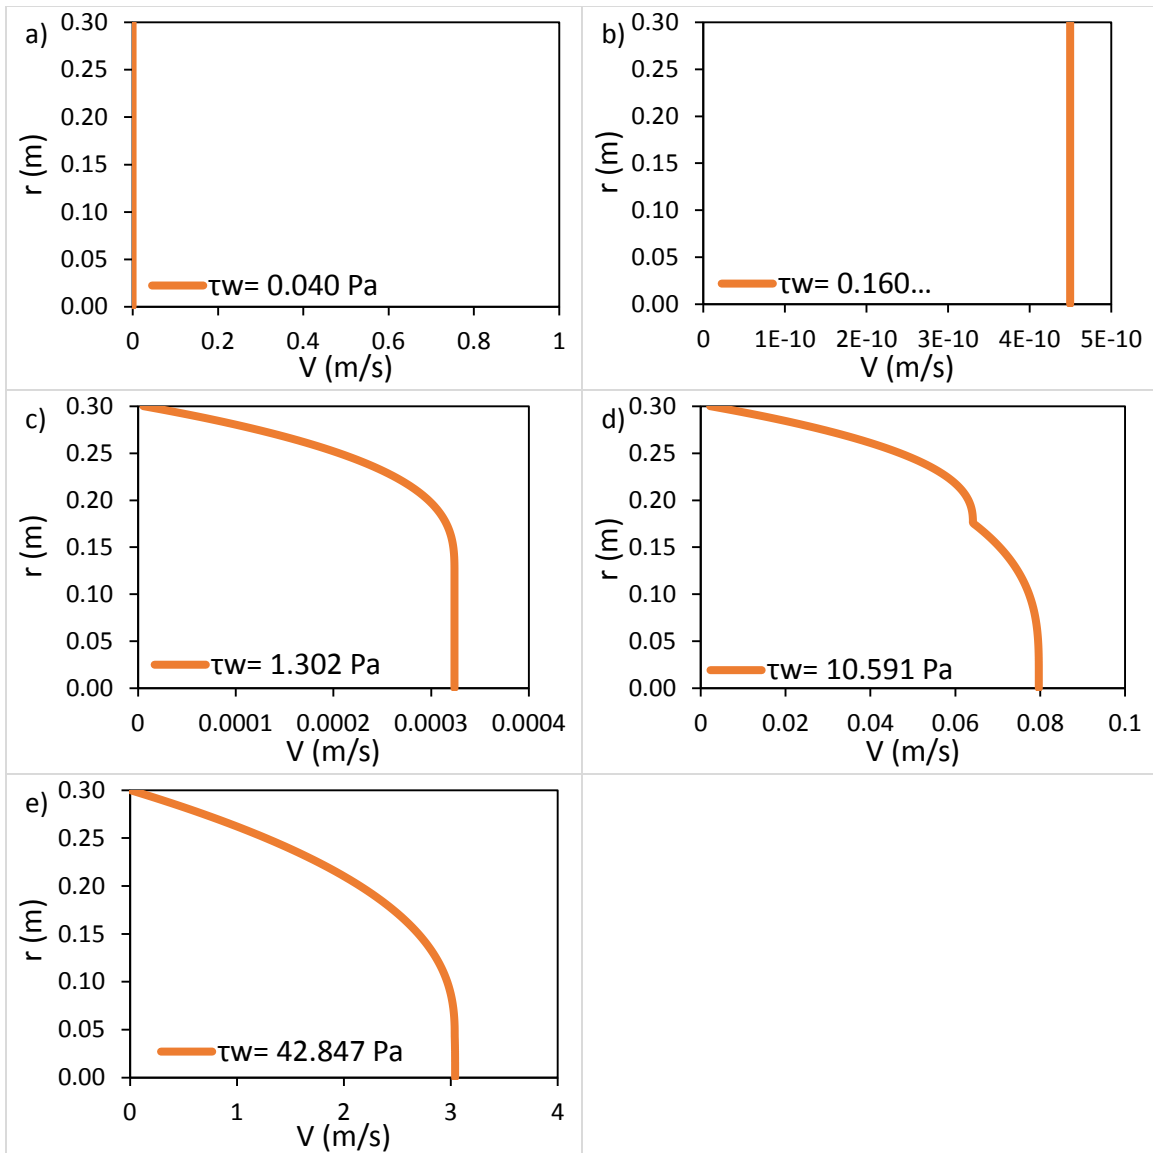 a)
0.30
0.25
0.20
0.15
0.10
0.05
0.00
r (m)
τw= 0.040 Pa
0 0.2 0.4 0.6 0.8 1
V (m/s)
b)
0.30
0.25
0.20
0.15
0.10
0.05
0.00
r (m)
τw= 0.160...
0 1E-10 2E-10 3E-10 4E-10 5E-10
V (m/s)
c)
0.30
0.25
0.20
0.15
0.10
0.05
0.00
r (m)
τw= 1.302 Pa
0 0.0001 0.0002 0.0003 0.0004
V (m/s)
d)
0.30
0.25
0.20
0.15
0.10
0.05
0.00
r (m)
τw= 10.591 Pa
0 0.02 0.04 0.06 0.08 0.1
V (m/s)
e)
0.30
0.25
0.20
0.15
0.10
0.05
0.00
r (m)
τw= 42.847 Pa
0 1 2 3 4
V (m/s)